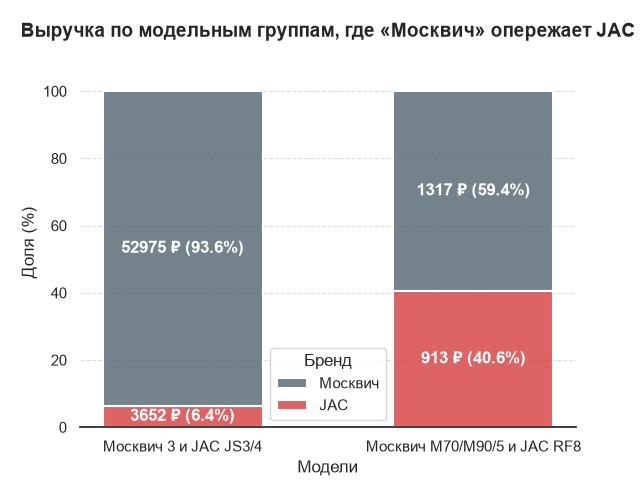 Выручка по модельным группам, где «Москвич» опережает JAC
100
80
60
40
20
0
Доля (%)
52975 ₽ (93.6%)
3652 ₽ (6.4%)
1317 ₽ (59.4%)
913 ₽ (40.6%)
Бренд
Москвич
JAC
Москвич 3 и JAC JS3/4
Москвич М70/М90/5 и JAC RF8
Модели